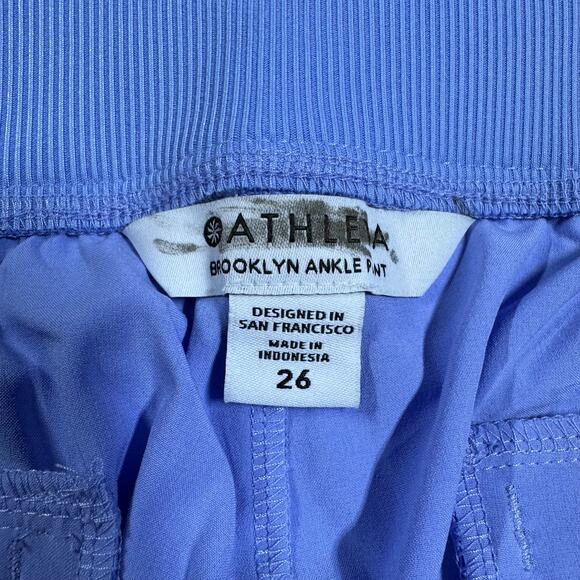 ATHLETA
BROOKLYN ANKLE PANT
DESIGNED IN
SAN FRANCISCO
MADE IN
INDONESIA
26